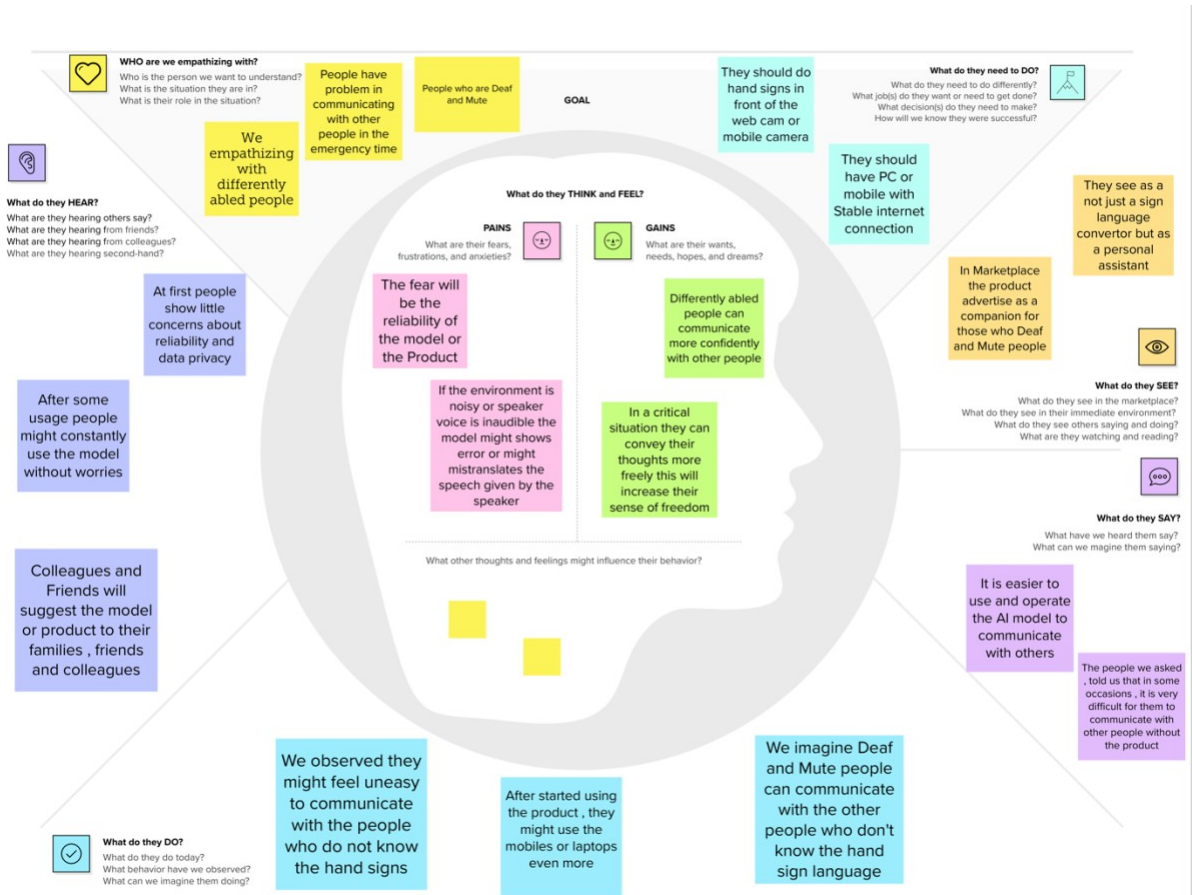 WHO are we empathizing with?
Who is the person we want to understand?
What is the situation they are in?
What is their role in the situation?
We
empathizing
with
differently
abled people
People have
problem in
communicating
with other
people in the
emergency time
People who are Deaf
and Mute
GOAL
They should do
hand signs in
front of the
web cam or
mobile camera
They should
have PC or
mobile with
Stable internet
connection
What do they need to DO?
What do they need to do differently?
What job(s) do they want or need to get done?
What decision(s) do they need to make?
How will we know they were successful?
What do they HEAR?
What are they hearing others say?
What are they hearing from friends?
What are they hearing from colleagues?
What are they hearing second-hand?
At first people
show little
concerns about
reliability and
data privacy
After some
usage people
might constantly
use the model
without worries
Colleagues and
Friends will
suggest the model
or product to their
families , friends
and colleagues
What do they THINK and FEEL?
PAINS
What are their fears,
frustrations, and anxieties?
The fear will
be the
reliability of
the model or
the Product
If the environment is
noisy or speaker
voice is inaudible the
model might shows
error or might
mistranslates the
speech given by the
speaker
GAINS
What are their wants,
needs, hopes, and dreams?
Differently abled
people can
communicate
more confidently
with other people
In a critical
situation they can
convey their
thoughts more
freely this will
increase their
sense of freedom
What other thoughts and feelings might influence their behavior?
They see as a
not just a sign
language
convertor but as
a personal
assistant
In Marketplace
the product
advertise as a
companion for
those who Deaf
and Mute people
What do they SEE?
What do they see in the marketplace?
What do they see in their immediate environment?
What do they see others saying and doing?
What are they watching and reading?
What do they SAY?
What have we heard them say?
What can we magine them saying?
It is easier to
use and operate
the AI model to
communicate
with others
The people we asked
, told us that in some
occasions , it is very
difficult for them to
communicate with
other people without
the product
What do they DO?
What do they do today?
What behavior have we observed?
What can we imagine them doing?
We observed they
might feel uneasy
to communicate
with the people
who do not know
the hand signs
After started using
the product , they
might use the
mobiles or laptops
even more
We imagine Deaf
and Mute people
can communicate
with the other
people who don't
know the hand
sign language